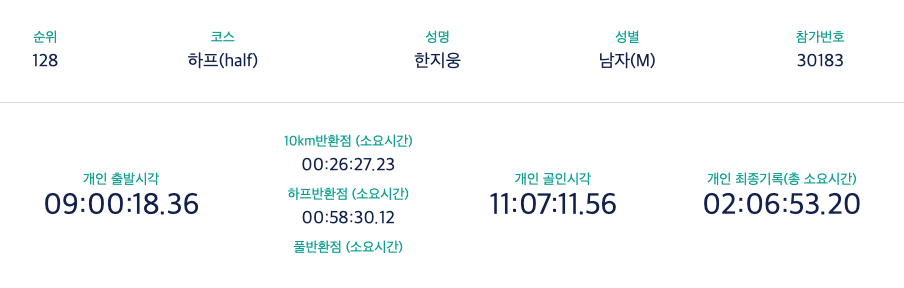 순위 코스 성명 성별 참가번호
128 하프(half) 한지웅 남자(M) 30183
10km반환점 (소요시간)
00:26:27.23
개인 출발시각 하프반환점 (소요시간) 개인 골인시각 개인 최종기록(총 소요시간)
09:00:18.36 00:58:30.12 11:07:11.56 02:06:53.20
풀반환점 (소요시간)